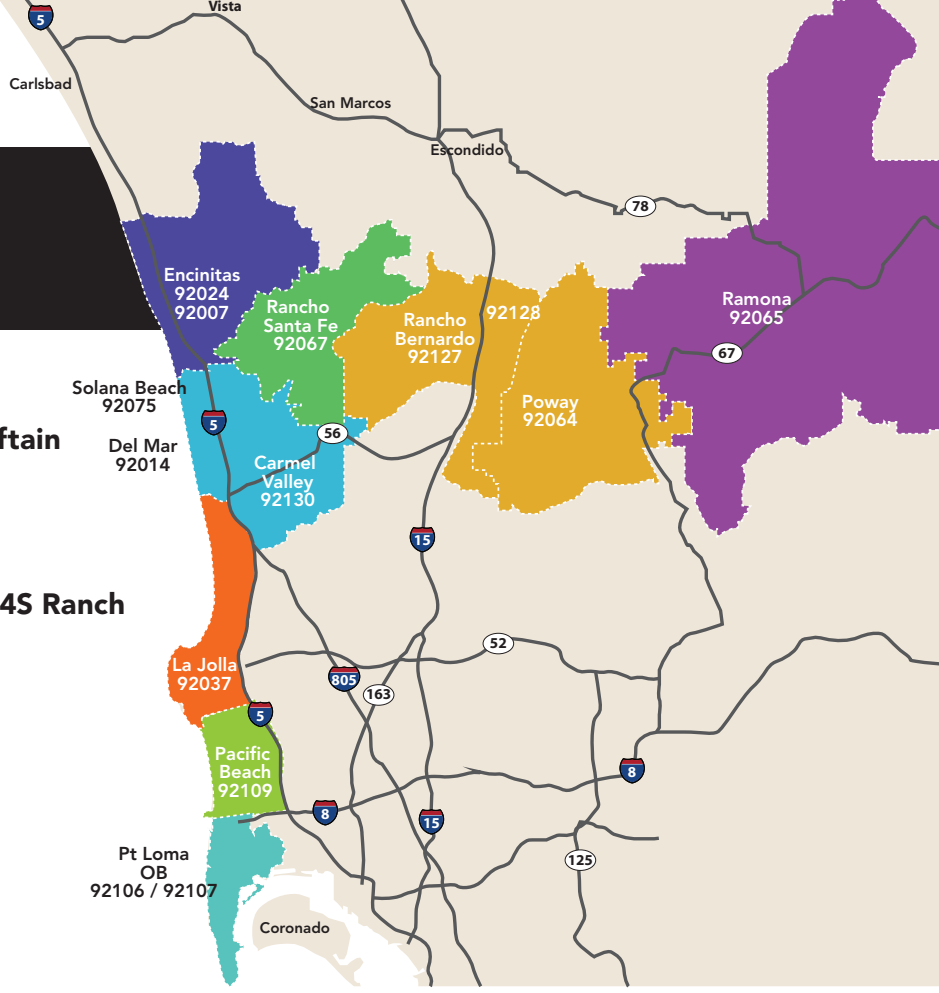 Vista
5
Carlsbad
San Marcos
Escondido
78
Encinitas
92024
92007
Rancho
Santa Fe
92067
Rancho
Bernardo
92127
92128
Ramona
92065
67
Solana Beach
92075
5
Poway
92064
ftain
Del Mar
92014
56
Carmel
Valley
92130
15
4S Ranch
52
La Jolla
92037
805
163
5
Pacific
Beach
92109
8
8
15
Pt Loma
OB
92106 / 92107
125
Coronado